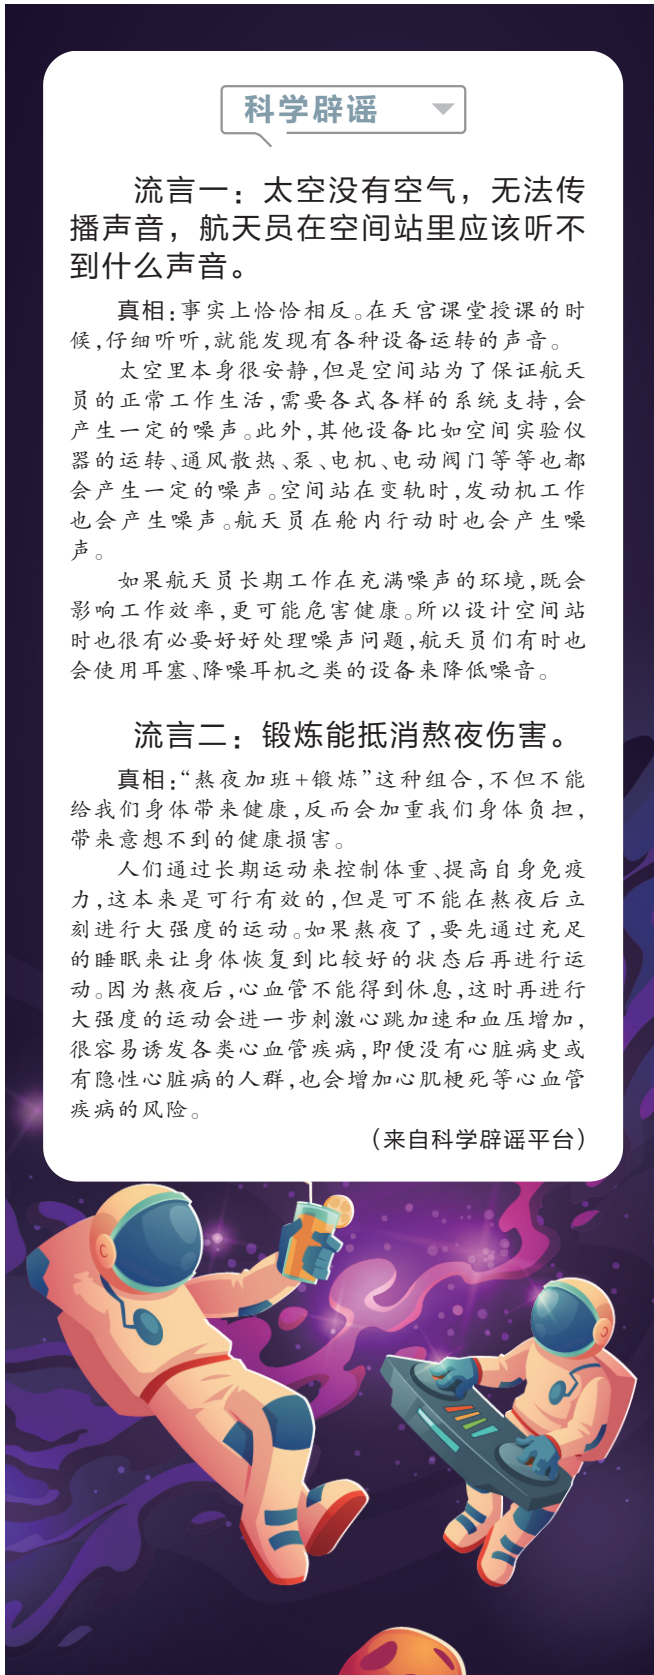 科学辟谣
流言一：太空没有空气，无法传
播声音，航天员在空间站里应该听不
到什么声音。
真相：事实上恰恰相反。在天宫课堂授课的时
候，仔细听听，就能发现有各种设备运转的声音。
太空里本身很安静，但是空间站为了保证航天
员的正常工作生活，需要各式各样的系统支持，会
产生一定的噪声。此外，其他设备比如空间实验仪
器的运转、通风散热、泵、电机、电动阀门等等也都
会产生一定的噪声。空间站在变轨时，发动机工作
也会产生噪声。航天员在舱内行动时也会产生噪
声。
如果航天员长期工作在充满噪声的环境，既会
影响工作效率，更可能危害健康。所以设计空间站
时也很有必要好好处理噪声问题，航天员们有时也
会使用耳塞、降噪耳机之类的设备来降低噪音。
流言二：锻炼能抵消熬夜伤害。
真相：“熬夜加班+锻炼”这种组合，不但不能
给我们身体带来健康，反而会加重我们身体负担，
带来意想不到的健康损害。
人们通过长期运动来控制体重、提高自身免疫
力，这本来是可行有效的，但是可不能在熬夜后立
刻进行大强度的运动。如果熬夜了，要先通过充足
的睡眠来让身体恢复到比较好的状态后再进行运
动。因为熬夜后，心血管不能得到休息，这时再进行
大强度的运动会进一步刺激心跳加速和血压增加，
很容易诱发各类心血管疾病，即便没有心脏病史或
有隐性心脏病的人群，也会增加心肌梗死等心血管
疾病的风险。
（来自科学辟谣平台）